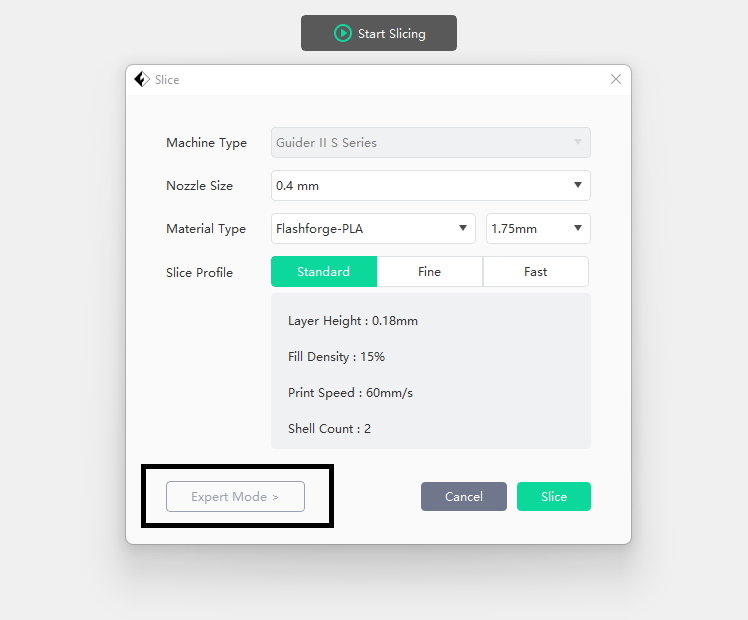 Start Slicing
Slice
Machine Type Guider II S Series
Nozzle Size 0.4 mm
Material Type Flashforge-PLA 1.75mm
Slice Profile Standard Fine Fast
Layer Height : 0.18mm
Fill Density : 15%
Print Speed : 60mm/s
Shell Count : 2
Expert Mode > Cancel Slice